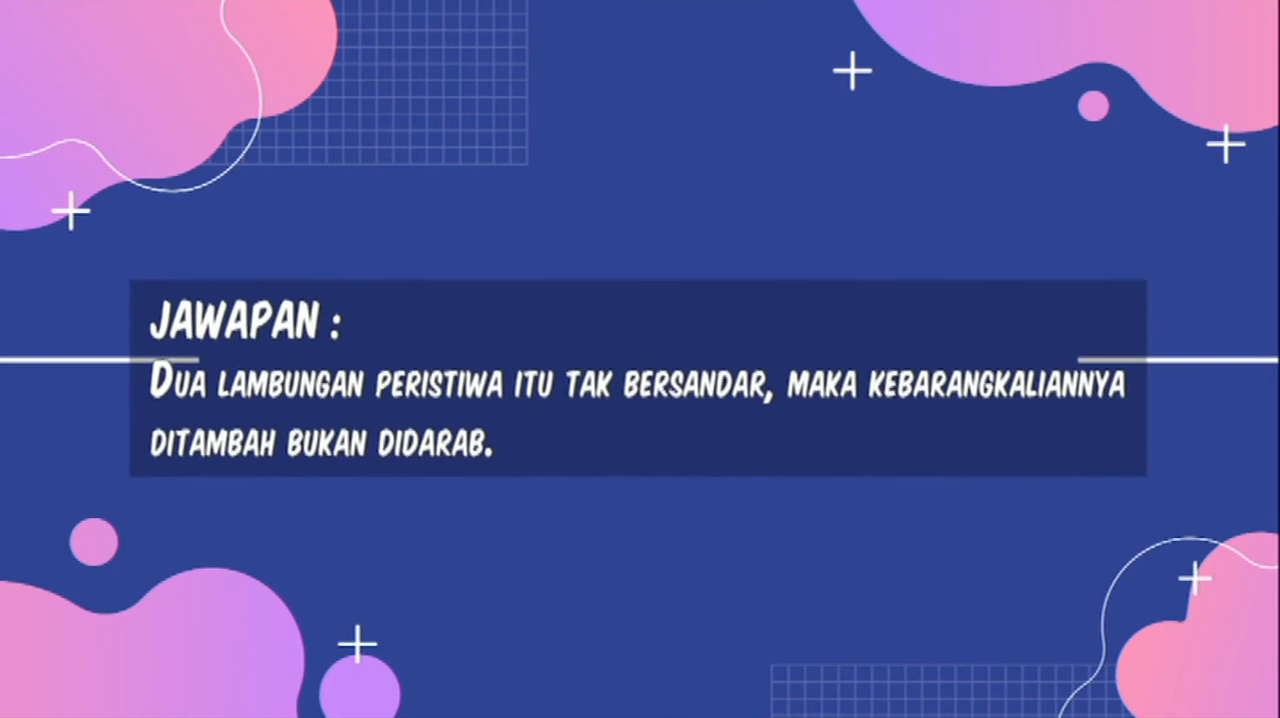 JAWAPAN :
DUA LAMBUNGAN PERISTIWA ITU TAK BERSANDAR, MAKA KEBARANGKALIANNYA
DITAMBAH BUKAN DIDARAB.